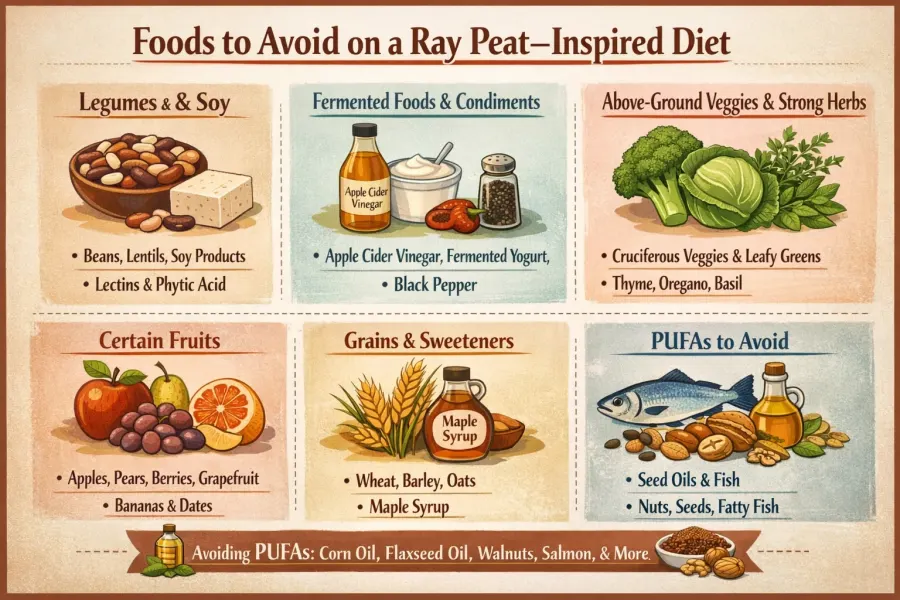 Foods to Avoid on a Ray Peat–Inspired Diet
Legumes & & Soy
• Beans, Lentils, Soy Products
• Lectins & Phytic Acid
Fermented Foods & Condiments
Apple Cider
Vinegar
• Apple Cider Vinegar, Fermented Yogurt,
• Black Pepper
Above-Ground Veggies & Strong Herbs
• Cruciferous Veggies & Leafy Greens
• Thyme, Oregano, Basil
Certain Fruits
• Apples, Pears, Berries, Grapefruit
• Bananas & Dates
Grains & Sweeteners
Maple
Syrup
• Wheat, Barley, Oats
• Maple Syrup
PUFAs to Avoid
• Seed Oils & Fish
• Nuts, Seeds, Fatty Fish
Avoiding PUFAs: Corn Oil, Flaxseed Oil, Walnuts, Salmon, & More.